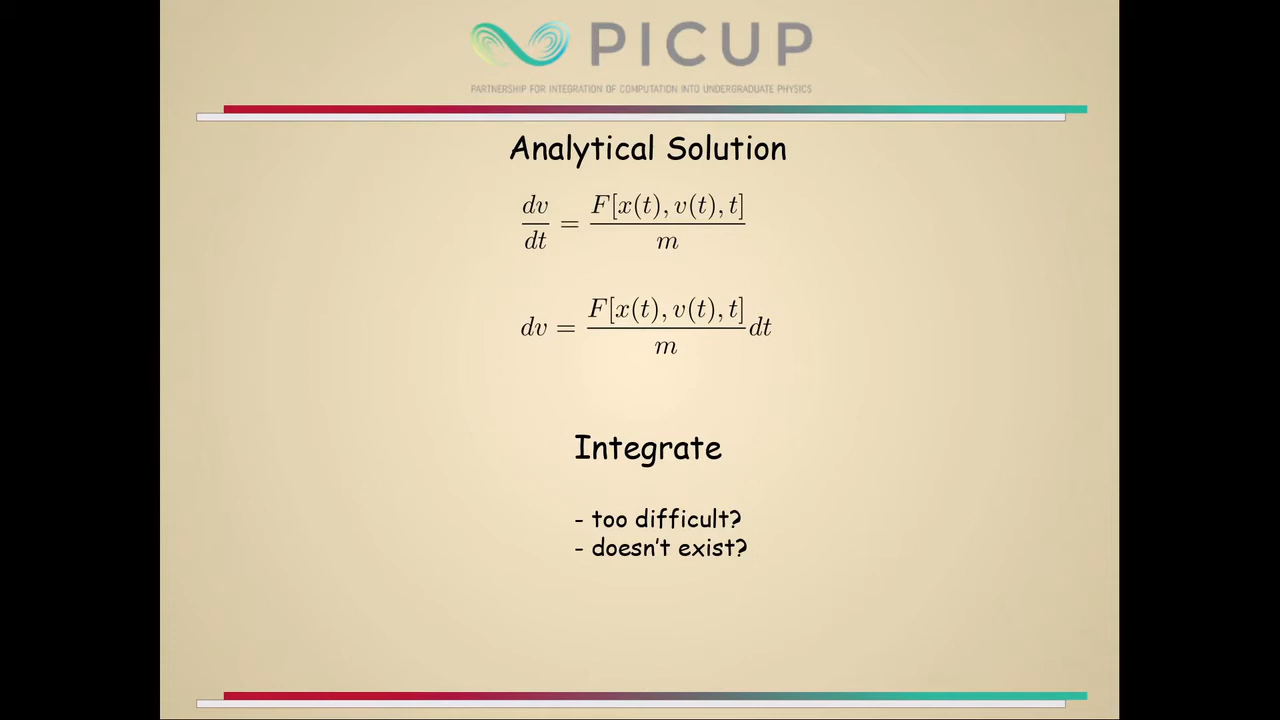 PICUP
PARTNERSHIP FOR INTEGRATION OF COMPUTATION INTO UNDERGRADUATE PHYSICS
Analytical Solution
dv/dt = F[x(t), v(t), t]/m
dv = F[x(t), v(t), t]/m dt
Integrate
- too difficult?
- doesn't exist?